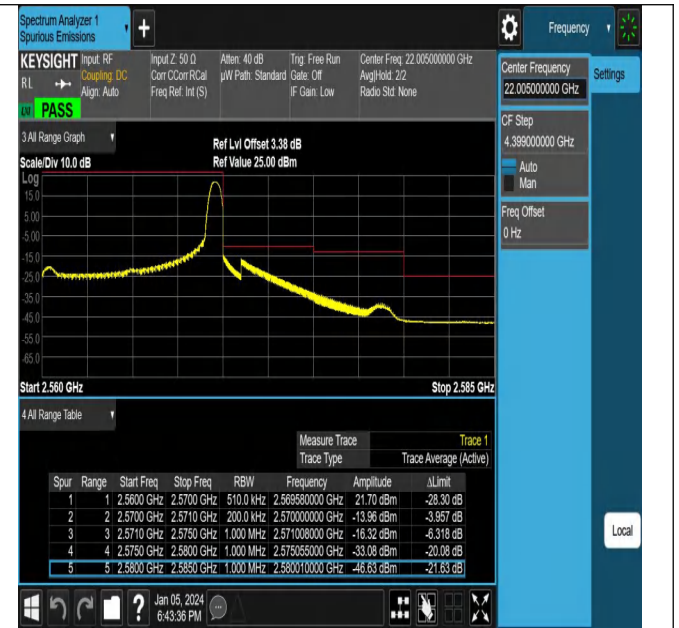 Spectrum Analyzer 1
Spurious Emissions
Frequency
KEYSIGHT Input: RF Input Z: 50 Ω Atten: 40 dB Trig: Free Run Center Freq: 22.005000000 GHz
RL Coupling: DC Corr CCorr RCal µW Path: Standard Gate: Off Avg|Hold: 2/2
Align: Auto Freq Ref: Int (S) IF Gain: Low Radio Std: None
PASS
Center Frequency
22.005000000 GHz
Settings
CF Step
4.399000000 GHz
Auto
Man
Freq Offset
0 Hz
3 All Range Graph
Ref Lvl Offset 3.38 dB
Scale/Div 10.0 dB Ref Value 25.00 dBm
Log
15.0
5.00
-5.00
-15.0
-25.0
-35.0
-45.0
-55.0
-65.0
Start 2.560 GHz Stop 2.585 GHz
4 All Range Table
Measure Trace Trace 1
Trace Type Trace Average (Active)
Spur Range Start Freq Stop Freq RBW Frequency Amplitude ΔLimit
1 1 2.5600 GHz 2.5700 GHz 510.0 kHz 2.569580000 GHz 21.70 dBm -28.30 dB
2 2 2.5700 GHz 2.5710 GHz 200.0 kHz 2.570000000 GHz -13.96 dBm -3.957 dB
3 3 2.5710 GHz 2.5750 GHz 1.000 MHz 2.571008000 GHz -16.32 dBm -6.318 dB
4 4 2.5750 GHz 2.5800 GHz 1.000 MHz 2.575055000 GHz -33.08 dBm -20.08 dB
5 5 2.5800 GHz 2.5850 GHz 1.000 MHz 2.580010000 GHz -46.63 dBm -21.63 dB
Local
Jan 05, 2024
6:43:36 PM